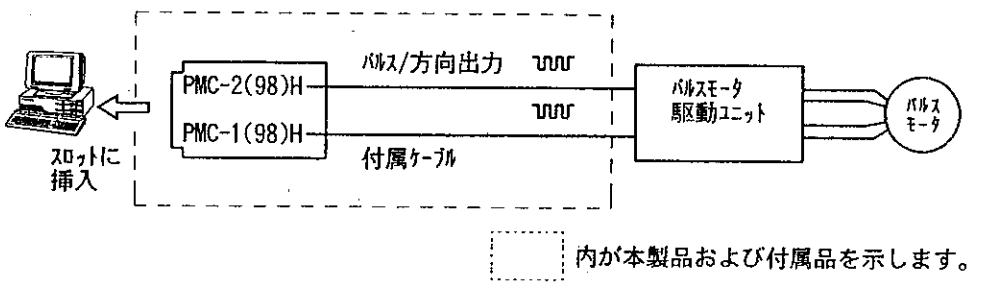 パルス/方向出力
PMC-2(98)H
PMC-1(98)H
付属ケーブル
スロットに
挿入
パルスモータ
駆動ユニット
パルス
モータ
内が本製品および付属品を示します。